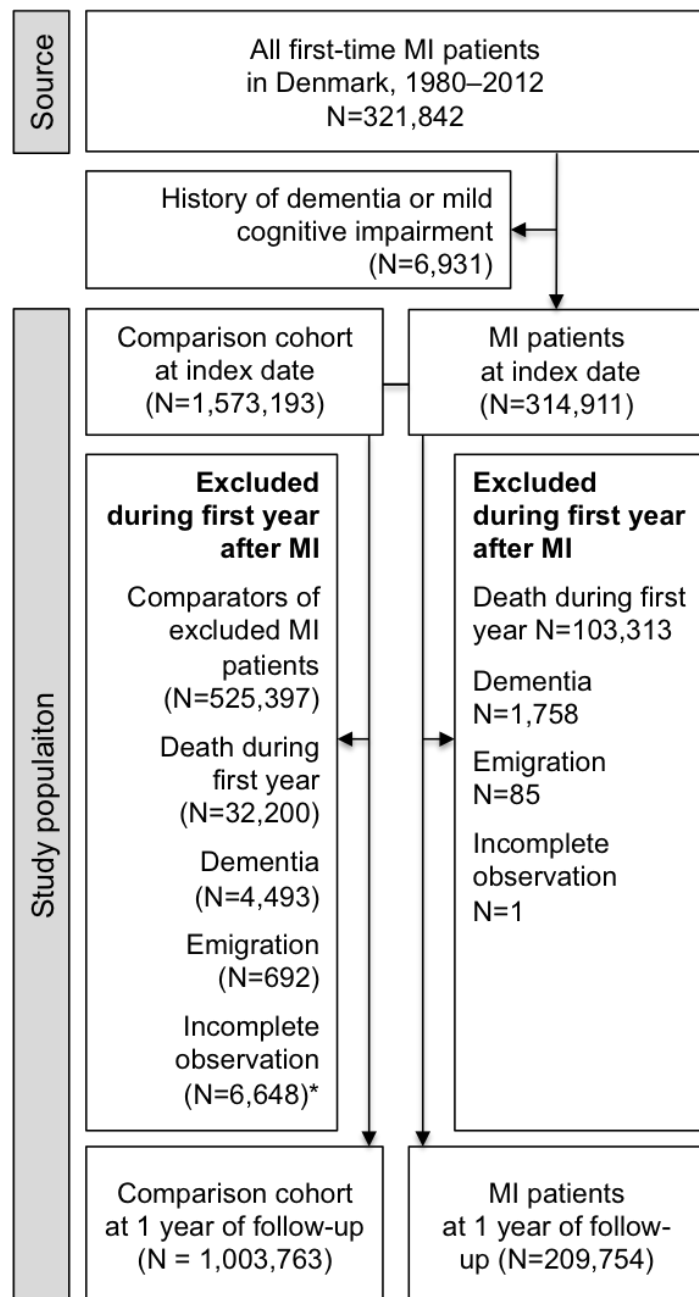 Source
All first-time MI patients
in Denmark, 1980–2012
N=321,842
History of dementia or mild
cognitive impairment
(N=6,931)
Study populaiton
Comparison cohort
at index date
(N=1,573,193)
MI patients
at index date
(N=314,911)
Excluded
during first year
after MI
Comparators of
excluded MI
patients
(N=525,397)
Death during
first year
(N=32,200)
Dementia
(N=4,493)
Emigration
(N=692)
Incomplete
observation
(N=6,648)*
Excluded
during first year
after MI
Death during first
year N=103,313
Dementia
N=1,758
Emigration
N=85
Incomplete
observation
N=1
Comparison cohort
at 1 year of follow-up
(N = 1,003,763)
MI patients
at 1 year of follow-
up (N=209,754)